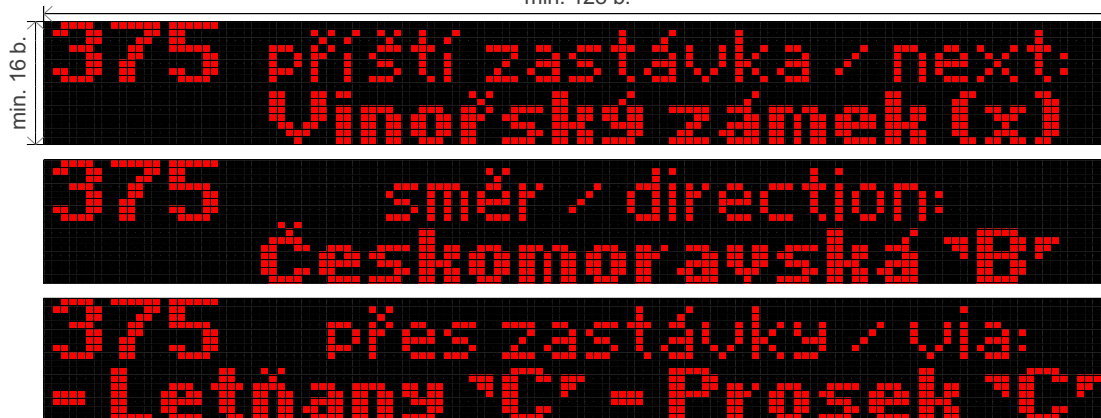 min. 128 b.
min. 16 b.
375 příští zastávka / next:
Vinořský zámek (x)
375 směr / direction:
Českomoravská "B"
375 přes zastávky / via:
- Letňany "C" - Prosek "C"